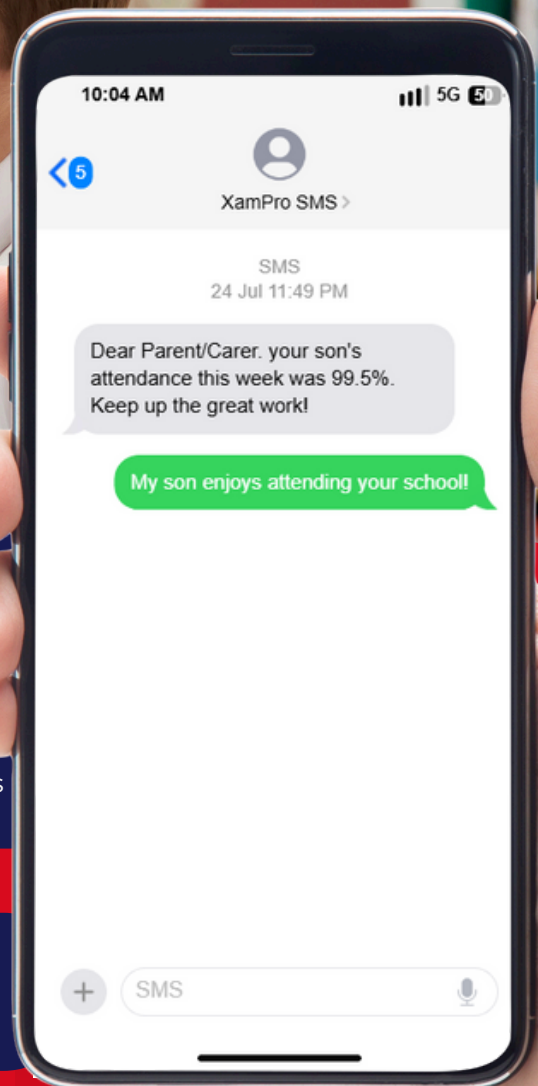 10:04 AM 5G 50
5
XamPro SMS
SMS
24 Jul 11:49 PM
Dear Parent/Carer. your son's
attendance this week was 99.5%.
Keep up the great work!
My son enjoys attending your school!
s
SMS